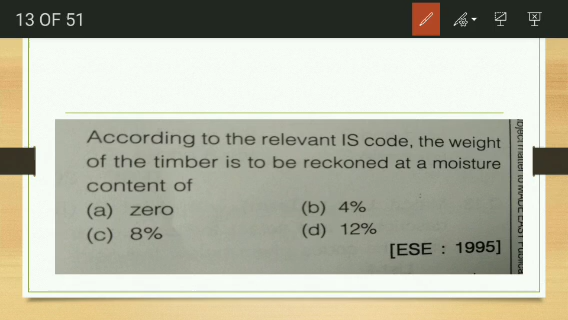 13 OF 51
According to the relevant IS code, the weight
of the timber is to be reckoned at a moisture
content of
(a) zero (b) 4%
(c) 8% (d) 12%
[ESE : 1995]